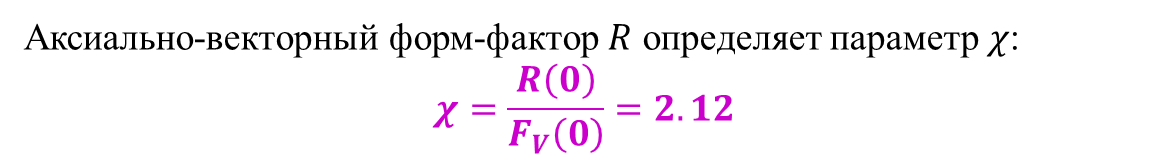 Аксиально-векторный форм-фактор R определяет параметр χ:
χ = R(0) / F_V(0) = 2.12